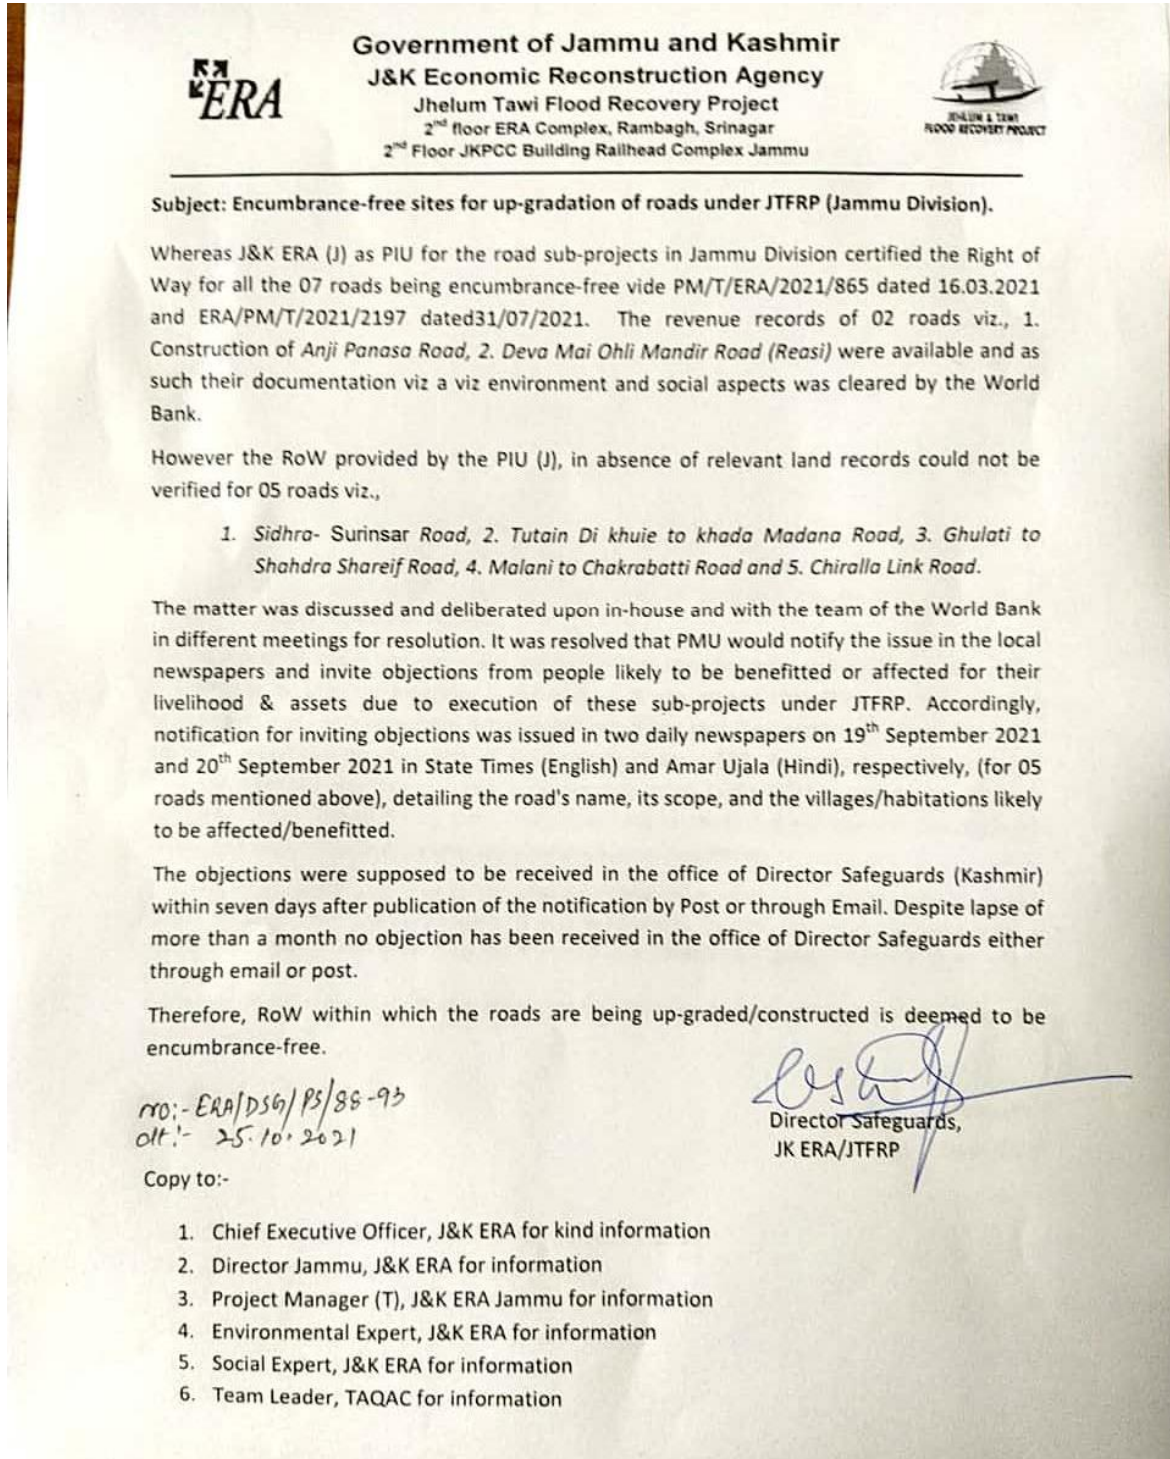 ERA
Government of Jammu and Kashmir
J&K Economic Reconstruction Agency
Jhelum Tawi Flood Recovery Project
2nd floor ERA Complex, Rambagh, Srinagar
2nd Floor JKPCC Building Railhead Complex Jammu
JEHLUM & TAWI
FLOOD RECOVERY PROJECT
Subject: Encumbrance-free sites for up-gradation of roads under JTFRP (Jammu Division).
Whereas J&K ERA (J) as PIU for the road sub-projects in Jammu Division certified the Right of
Way for all the 07 roads being encumbrance-free vide PM/T/ERA/2021/865 dated 16.03.2021
and ERA/PM/T/2021/2197 dated31/07/2021. The revenue records of 02 roads viz., 1.
Construction of Anji Panasa Road, 2. Deva Mai Ohli Mandir Road (Reasi) were available and as
such their documentation viz a viz environment and social aspects was cleared by the World
Bank.
However the RoW provided by the PIU (J), in absence of relevant land records could not be
verified for 05 roads viz.,
1. Sidhra- Surinsar Road, 2. Tutain Di khuie to khada Madana Road, 3. Ghulati to
Shahdra Shareif Road, 4. Malani to Chakrabatti Road and 5. Chiralla Link Road.
The matter was discussed and deliberated upon in-house and with the team of the World Bank
in different meetings for resolution. It was resolved that PMU would notify the issue in the local
newspapers and invite objections from people likely to be benefitted or affected for their
livelihood & assets due to execution of these sub-projects under JTFRP. Accordingly,
notification for inviting objections was issued in two daily newspapers on 19th September 2021
and 20th September 2021 in State Times (English) and Amar Ujala (Hindi), respectively, (for 05
roads mentioned above), detailing the road's name, its scope, and the villages/habitations likely
to be affected/benefitted.
The objections were supposed to be received in the office of Director Safeguards (Kashmir)
within seven days after publication of the notification by Post or through Email. Despite lapse of
more than a month no objection has been received in the office of Director Safeguards either
through email or post.
Therefore, RoW within which the roads are being up-graded/constructed is deemed to be
encumbrance-free.
no:- ERA/DSG/PS/88-93
dt:- 25.10.2021
Director Safeguards,
JK ERA/JTFRP
Copy to:-
1. Chief Executive Officer, J&K ERA for kind information
2. Director Jammu, J&K ERA for information
3. Project Manager (T), J&K ERA Jammu for information
4. Environmental Expert, J&K ERA for information
5. Social Expert, J&K ERA for information
6. Team Leader, TAQAC for information